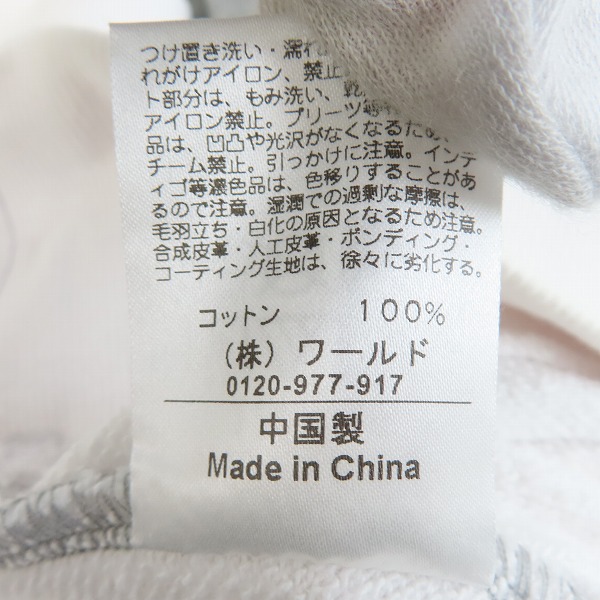 つけ置き洗い・濡れ
れがけアイロン、禁止
ト部分は、もみ洗い、乾
アイロン禁止。プリーツ等
品は、凹凸や光沢がなくなるため、
チーム禁止。引っかけに注意。インデ
ィゴ等濃色品は、色移りすることがあ
るので注意。湿潤での過剰な摩擦は、
毛羽立ち・白化の原因となるため注意。
合成皮革・人工皮革・ボンディング・
コーティング生地は、徐々に劣化する。
コットン 100%
(株) ワールド
0120-977-917
中国製
Made in China